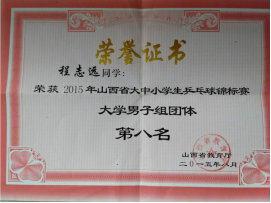 荣誉证书
程志远同学：
荣获2015年山西省大中小学生乒乓球锦标赛
大学男子组团体
第八名
山西省教育厅
二〇一五年八月